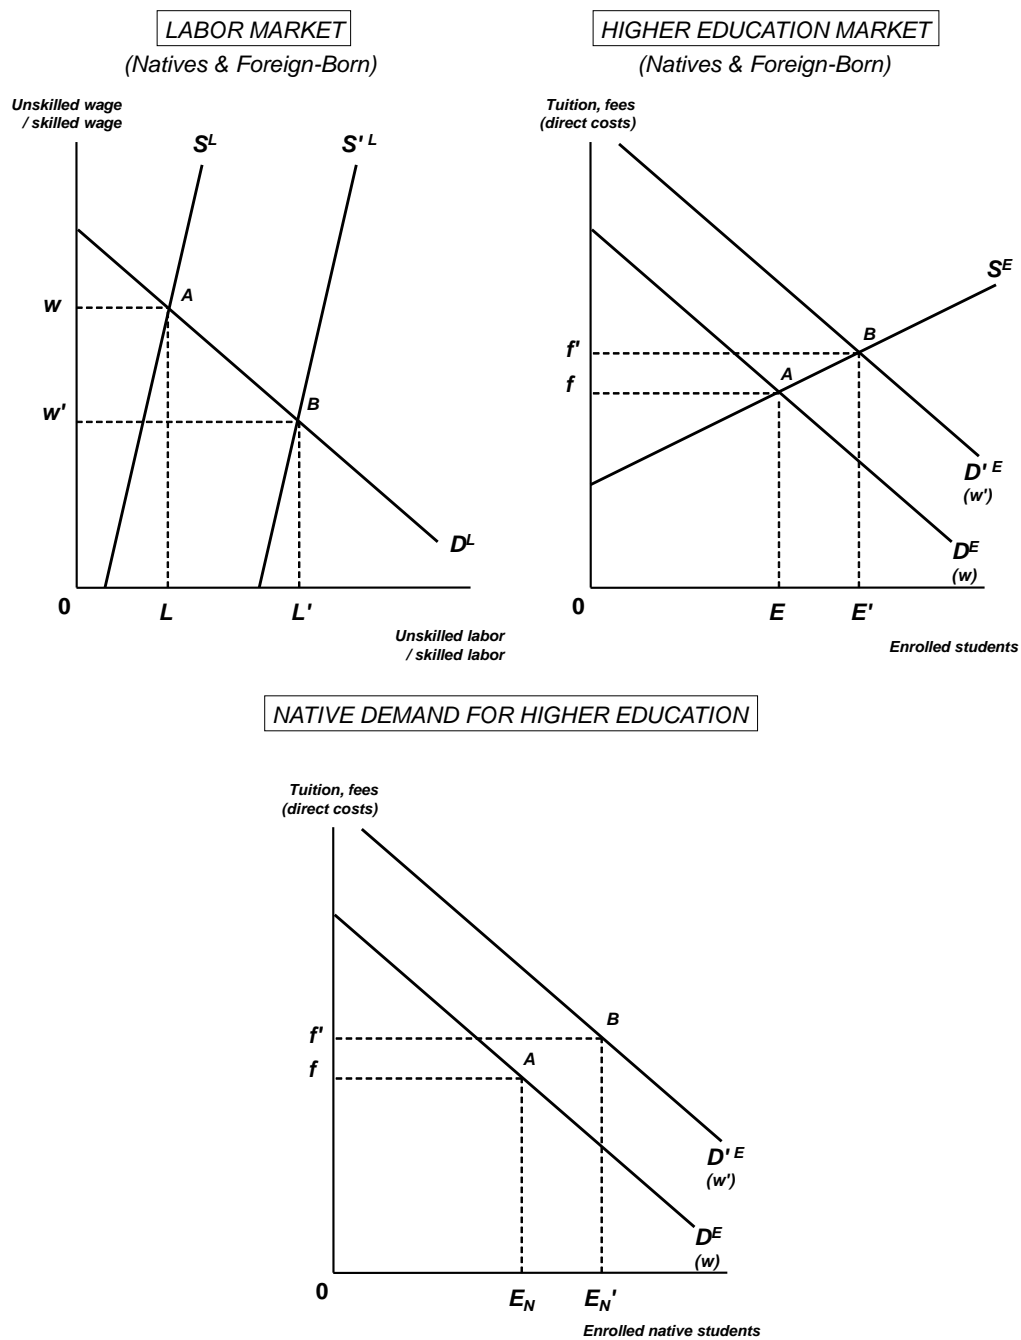 LABOR MARKET
(Natives & Foreign-Born)
Unskilled wage
/ skilled wage
S^L
S'^L
w
A
w'
B
D^L
0
L
L'
Unskilled labor
/ skilled labor
HIGHER EDUCATION MARKET
(Natives & Foreign-Born)
Tuition, fees
(direct costs)
S^E
B
f'
A
f
D'^E
(w')
D^E
(w)
0
E
E'
Enrolled students
NATIVE DEMAND FOR HIGHER EDUCATION
Tuition, fees
(direct costs)
B
f'
A
f
D'^E
(w')
D^E
(w)
0
E_N
E_N'
Enrolled native students